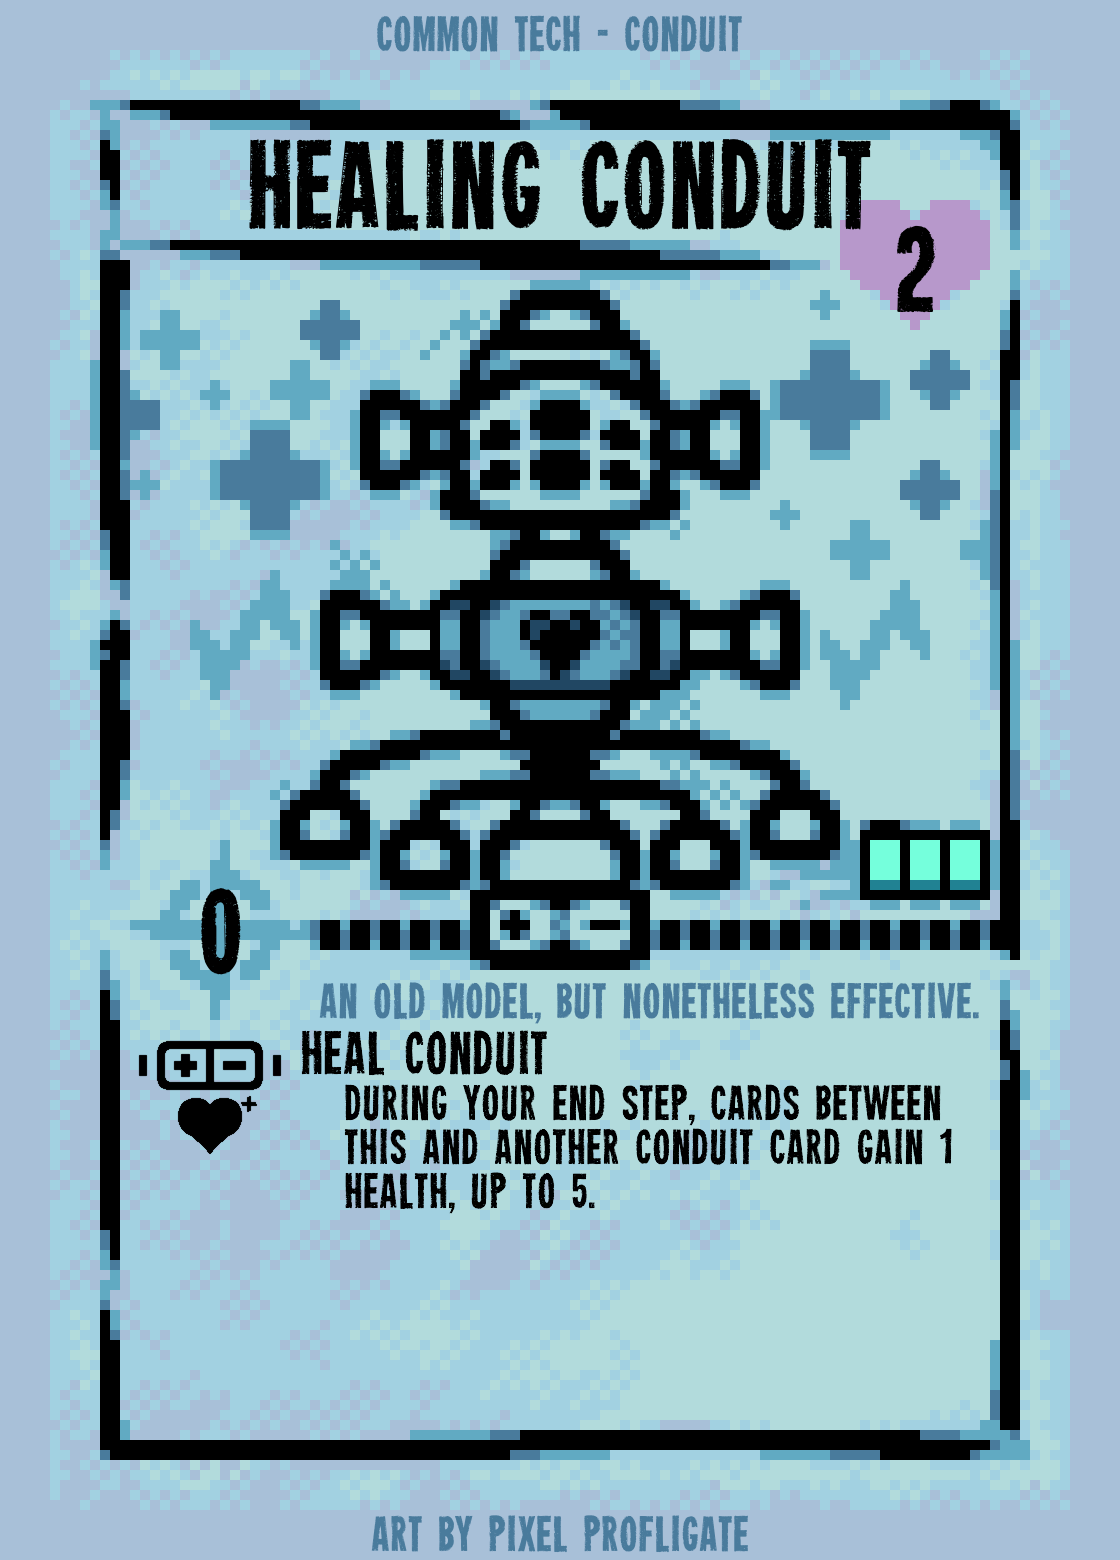 COMMON TECH - CONDUIT
HEALING CONDUIT
2
0
AN OLD MODEL, BUT NONETHELESS EFFECTIVE.
HEAL CONDUIT
DURING YOUR END STEP, CARDS BETWEEN
THIS AND ANOTHER CONDUIT CARD GAIN 1
HEALTH, UP TO 5.
ART BY PIXEL PROFLIGATE